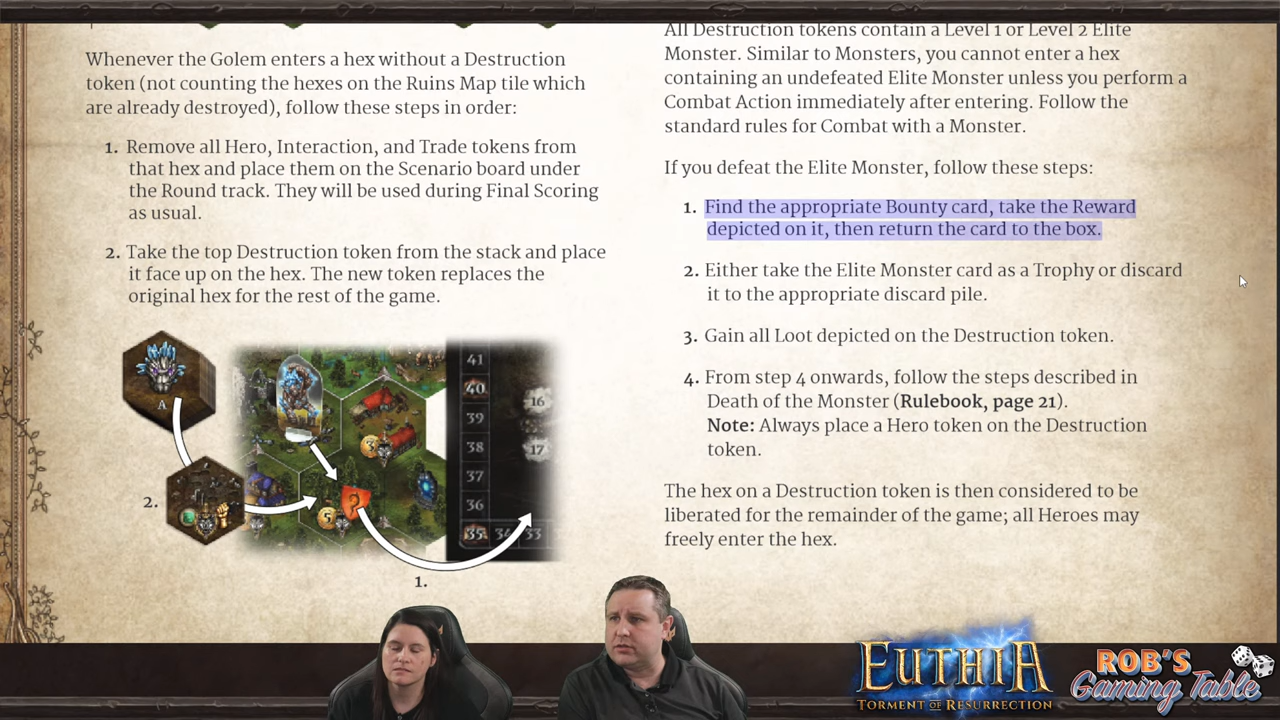 Whenever the Golem enters a hex without a Destruction
token (not counting the hexes on the Ruins Map tile which
are already destroyed), follow these steps in order:
1. Remove all Hero, Interaction, and Trade tokens from
that hex and place them on the Scenario board under
the Round track. They will be used during Final Scoring
as usual.
2. Take the top Destruction token from the stack and place
it face up on the hex. The new token replaces the
original hex for the rest of the game.
A
2.
3
5
?
41
40
39
38
37
36
35 34 33
16
17
1.
All Destruction tokens contain a Level 1 or Level 2 Elite
Monster. Similar to Monsters, you cannot enter a hex
containing an undefeated Elite Monster unless you perform a
Combat Action immediately after entering. Follow the
standard rules for Combat with a Monster.
If you defeat the Elite Monster, follow these steps:
1. Find the appropriate Bounty card, take the Reward
depicted on it, then return the card to the box.
2. Either take the Elite Monster card as a Trophy or discard
it to the appropriate discard pile.
3. Gain all Loot depicted on the Destruction token.
4. From step 4 onwards, follow the steps described in
Death of the Monster (Rulebook, page 21).
Note: Always place a Hero token on the Destruction
token.
The hex on a Destruction token is then considered to be
liberated for the remainder of the game; all Heroes may
freely enter the hex.
EUTHIA
TORMENT OF RESURRECTION
ROB'S
Gaming Table